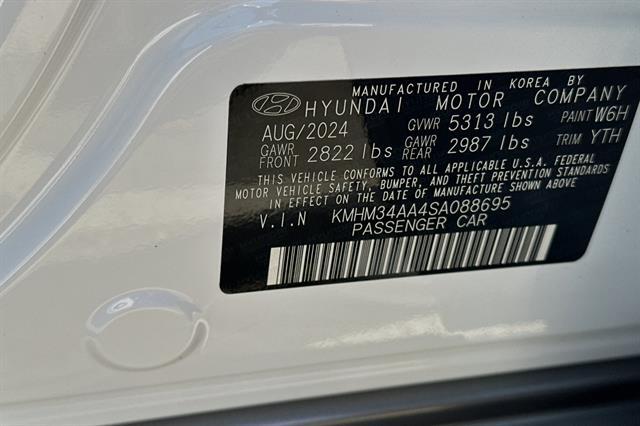 MANUFACTURED IN KOREA BY
HYUNDAI MOTOR COMPANY
AUG/2024 GVWR 5313 lbs PAINT W6H
GAWR FRONT 2822 lbs GAWR REAR 2987 lbs TRIM YTH
THIS VEHICLE CONFORMS TO ALL APPLICABLE U.S.A. FEDERAL
MOTOR VEHICLE SAFETY, BUMPER, AND THEFT PREVENTION STANDARDS
IN EFFECT ON THE DATE OF MANUFACTURE SHOWN ABOVE
V.I.N KMHM34AA4SA088695
PASSENGER CAR